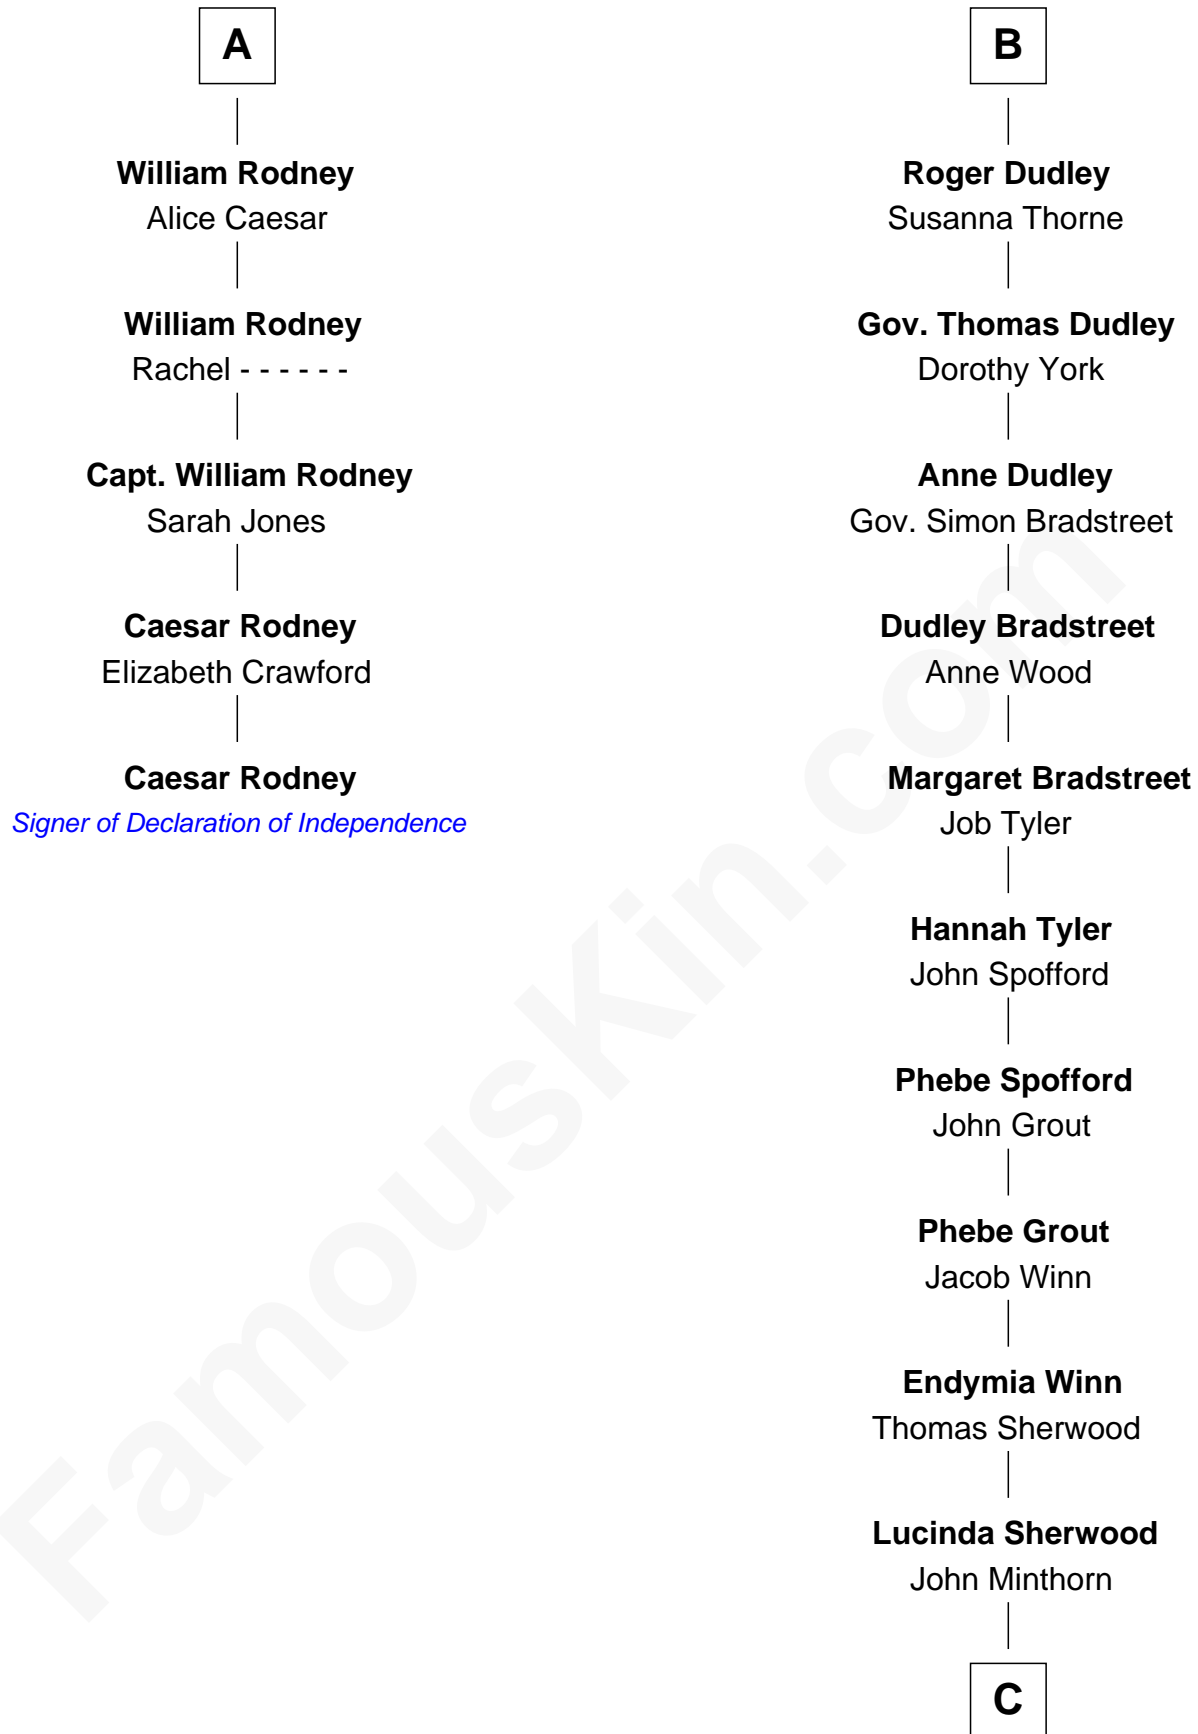 A
William Rodney
Alice Caesar
William Rodney
Rachel - - - - - -
Capt. William Rodney
Sarah Jones
Caesar Rodney
Elizabeth Crawford
Caesar Rodney
Signer of Declaration of Independence
B
Roger Dudley
Susanna Thorne
Gov. Thomas Dudley
Dorothy York
Anne Dudley
Gov. Simon Bradstreet
Dudley Bradstreet
Anne Wood
Margaret Bradstreet
Job Tyler
Hannah Tyler
John Spofford
Phebe Spofford
John Grout
Phebe Grout
Jacob Winn
Endymia Winn
Thomas Sherwood
Lucinda Sherwood
John Minthorn
C
FamousKin.com